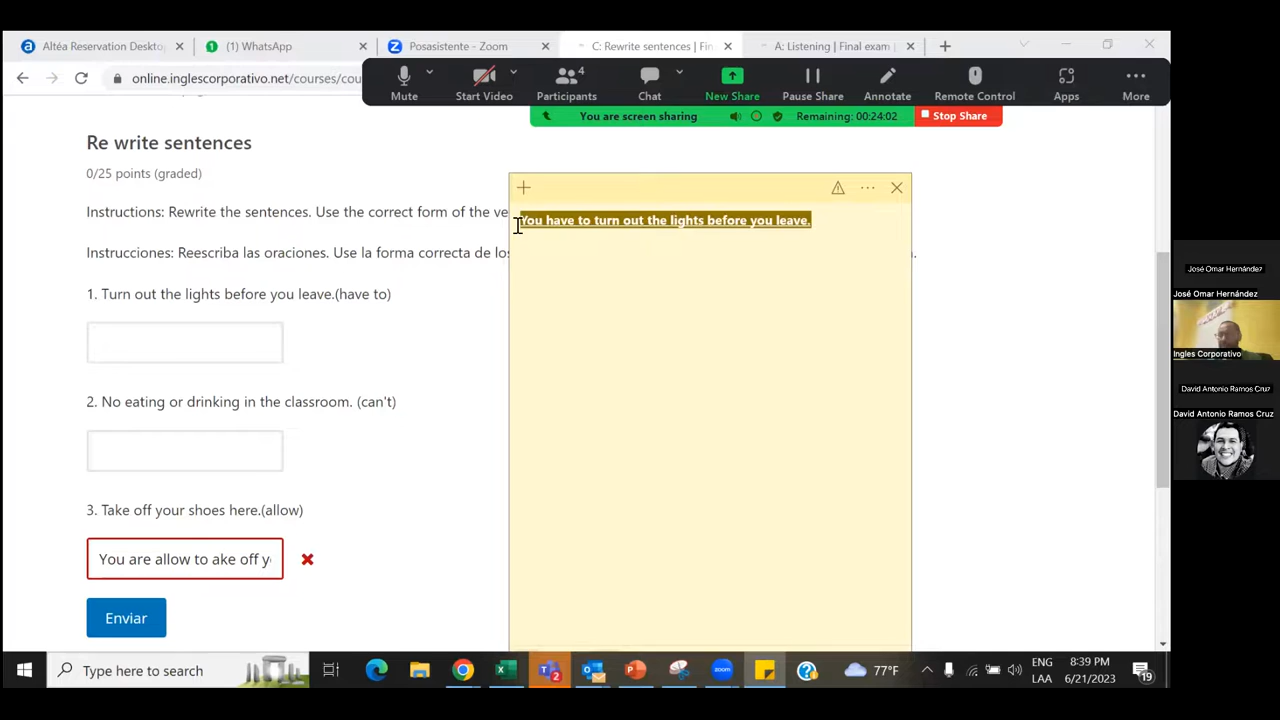 Altéa Reservation Deskto
(1) WhatsApp
Posasistente - Zoom
C: Rewrite sentences | Fin
A: Listening | Final exam |
online.inglescorporativo.net/courses/cou
Mute
Start Video
4
Participants
Chat
New Share
Pause Share
Annotate
Remote Control
Apps
More
You are screen sharing
Remaining: 00:24:02
Stop Share
Re write sentences
0/25 points (graded)
Instructions: Rewrite the sentences. Use the correct form of the ve
Instrucciones: Reescriba las oraciones. Use la forma correcta de los
You have to turn out the lights before you leave.
1. Turn out the lights before you leave.(have to)
2. No eating or drinking in the classroom. (can't)
3. Take off your shoes here.(allow)
You are allow to ake off y
Enviar
José Omar Hernández
José Omar Hernández
Ingles Corporativo
David Antonio Ramos Cruz
David Antonio Ramos Cruz
Type here to search
2
zoom
77°F
ENG
LAA
8:39 PM
6/21/2023
19